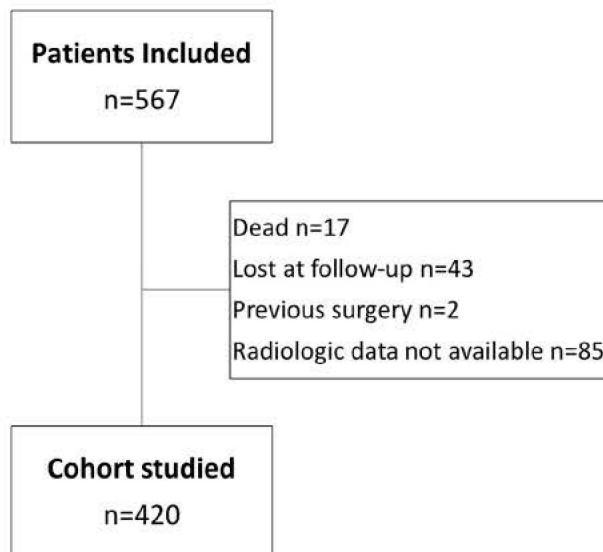 Patients Included
n=567
Dead n=17
Lost at follow-up n=43
Previous surgery n=2
Radiologic data not available n=85
Cohort studied
n=420